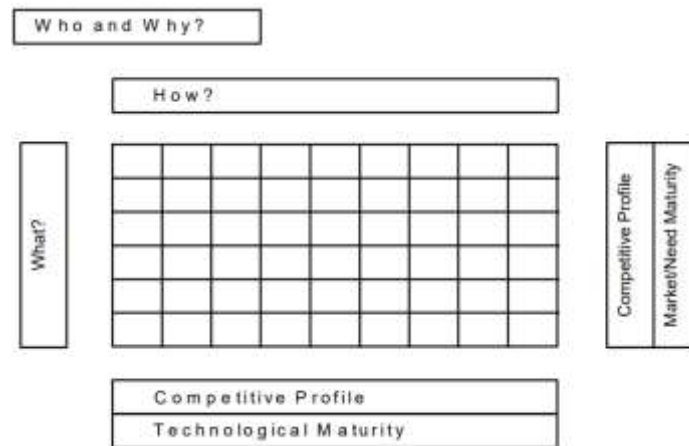 Who and Why?
How?
What?
Competitive Profile
Market/Need Maturity
Competitive Profile
Technological Maturity